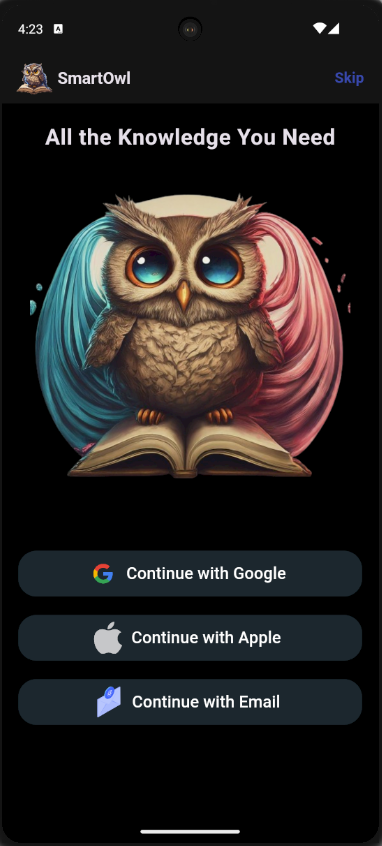 4:23
A
SmartOwl
Skip
All the Knowledge You Need
Continue with Google
Continue with Apple
Continue with Email